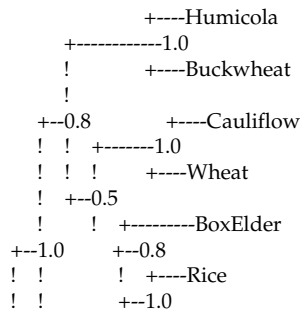 +----Humicola
+------------1.0
! +----Buckwheat
!
+--0.8 +----Cauliflow
! ! +-------1.0
! ! ! +----Wheat
! +--0.5
! ! +---------BoxElder
+--1.0 +--0.8
! ! ! +----Rice
! ! +--1.0